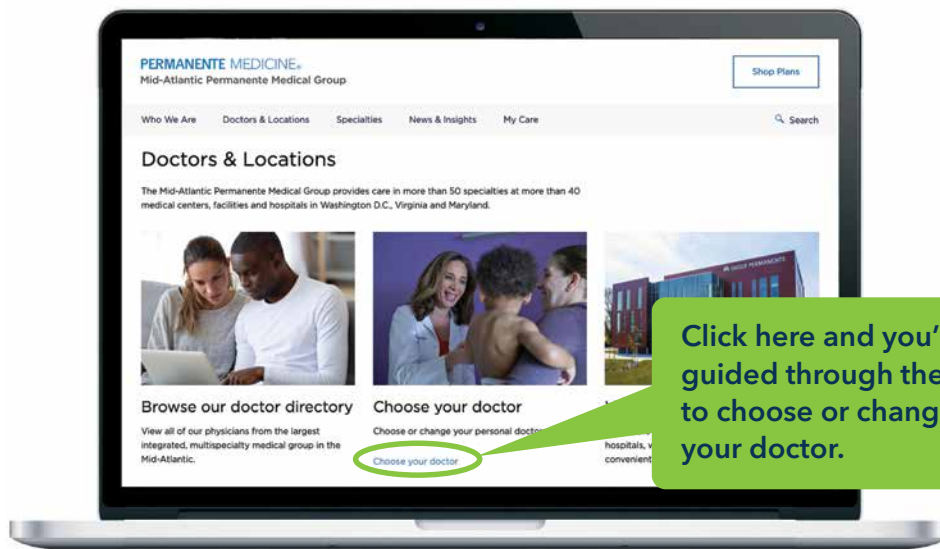 PERMANENTE MEDICINE®
Mid-Atlantic Permanente Medical Group
Shop Plans
Who We Are Doctors & Locations Specialties News & Insights My Care Search
Doctors & Locations
The Mid-Atlantic Permanente Medical Group provides care in more than 50 specialties at more than 40
medical centers, facilities and hospitals in Washington D.C., Virginia and Maryland.
Browse our doctor directory
View all of our physicians from the largest
integrated, multispecialty medical group in the
Mid-Atlantic.
Choose your doctor
Choose or change your personal doctor
Choose your doctor
hospitals,
convenient
Click here and you'
guided through the
to choose or chang
your doctor.